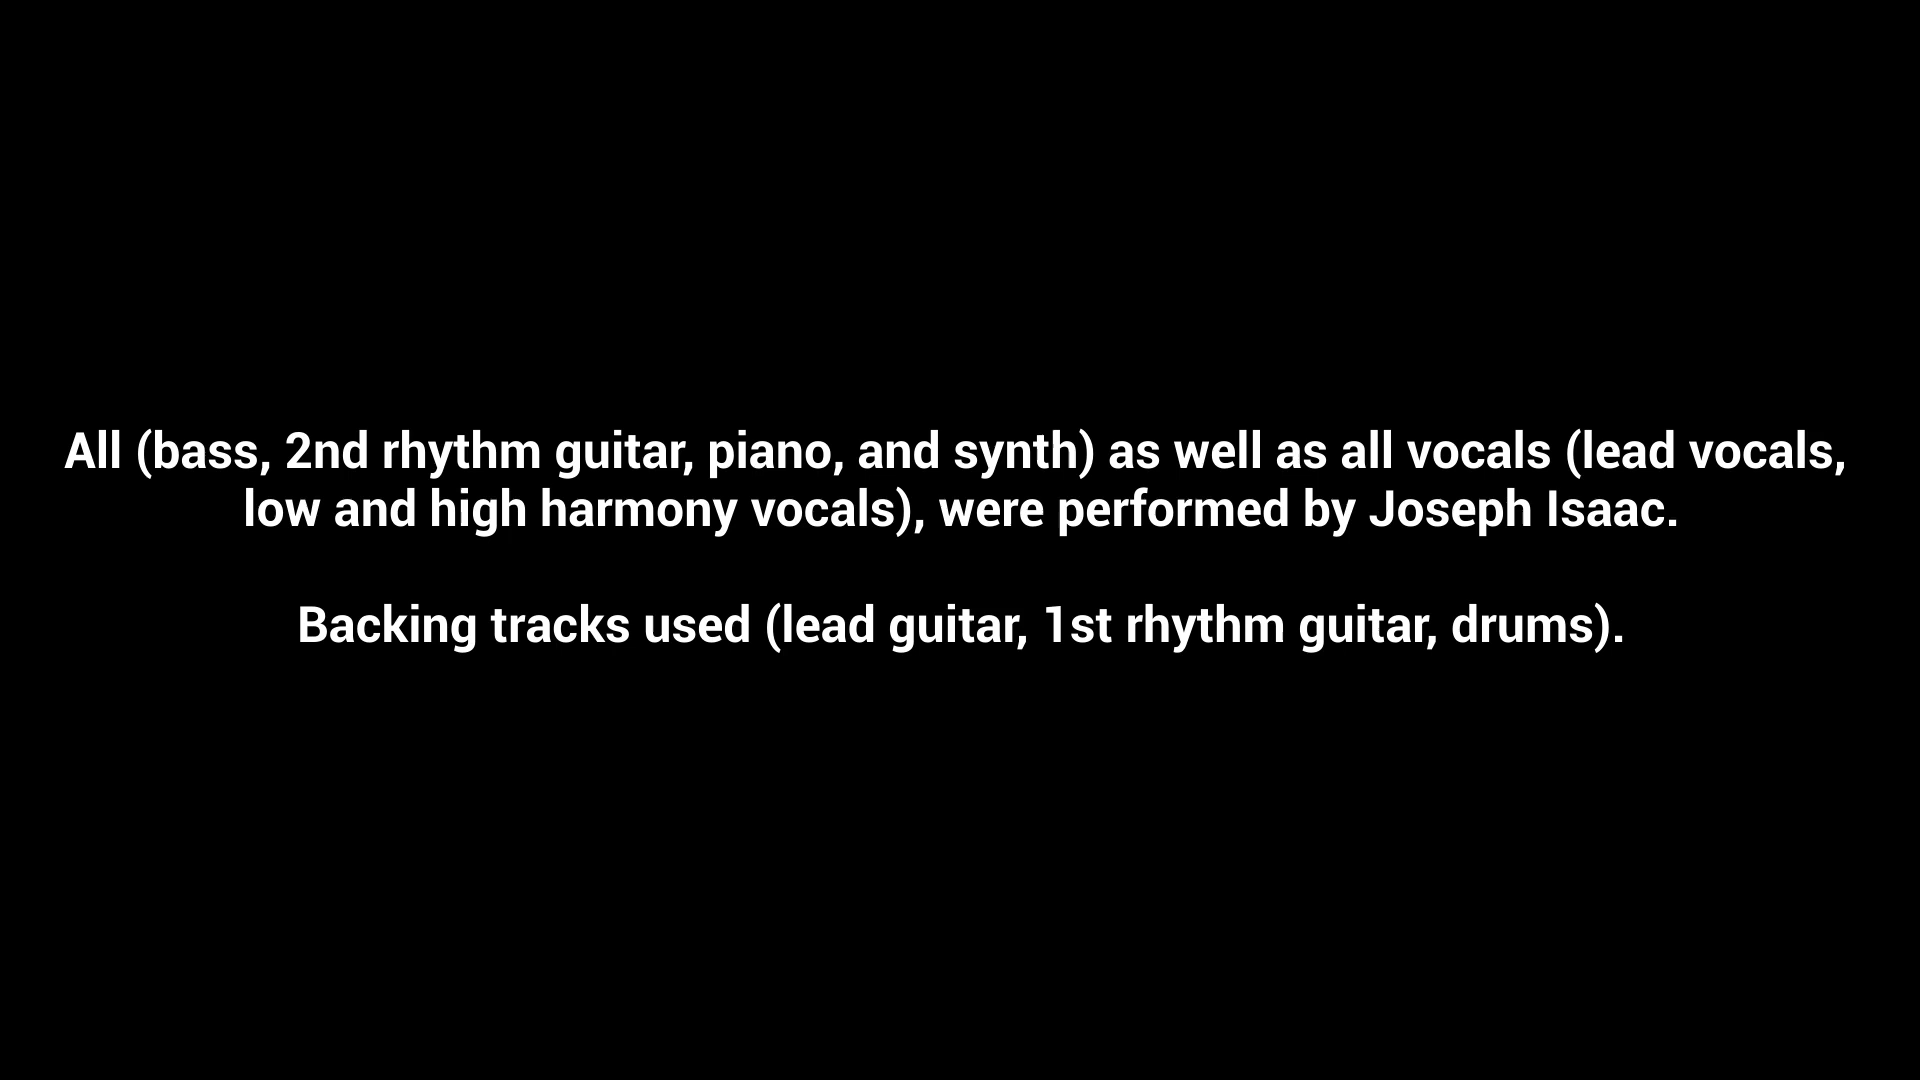 All (bass, 2nd rhythm guitar, piano, and synth) as well as all vocals (lead vocals,
low and high harmony vocals), were performed by Joseph Isaac.
Backing tracks used (lead guitar, 1st rhythm guitar, drums).